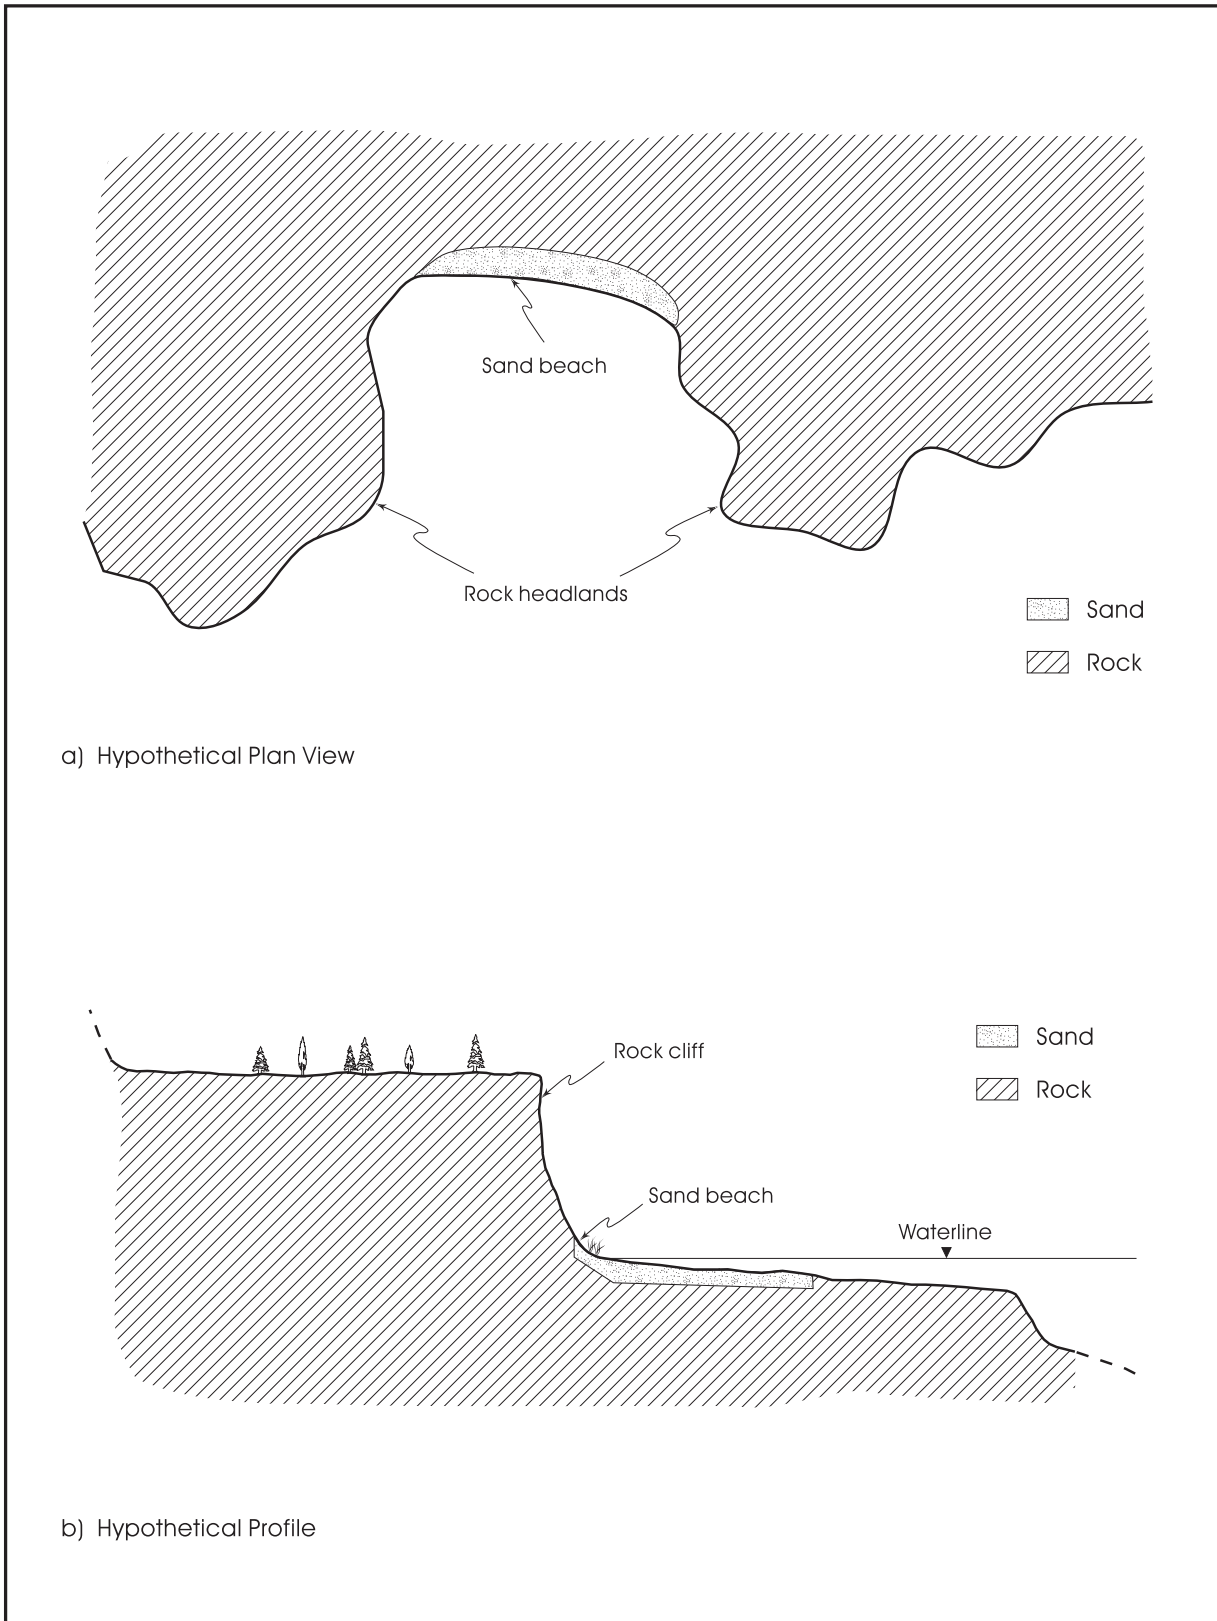 Sand beach
Rock headlands
Sand
Rock
a) Hypothetical Plan View
Rock cliff
Sand
Rock
Sand beach
Waterline
b) Hypothetical Profile